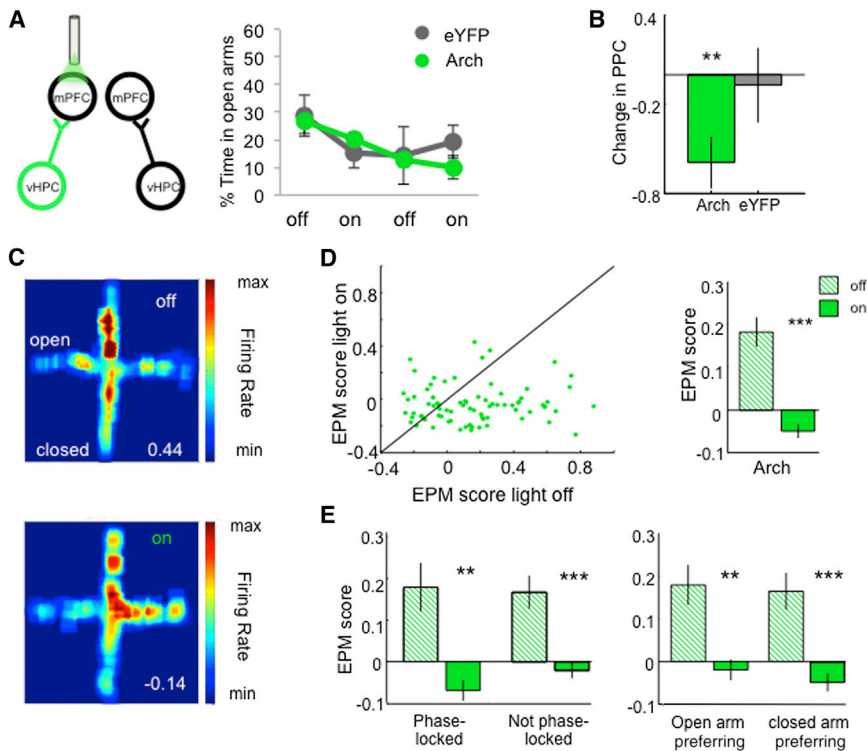 A
mPFC
mPFC
vHPC
vHPC
% Time in open arms
60
50
40
30
20
10
0
off
on
off
on
eYFP
Arch
B
Change in PPC
0.4
-0.2
-0.8
**
Arch
eYFP
C
off
open
closed
0.44
max
Firing Rate
min
on
-0.14
max
Firing Rate
min
D
EPM score light on
0.8
0.4
0
-0.4
-0.4
0
0.4
0.8
EPM score light off
EPM score
0.3
0.2
0.1
0
-0.1
***
Arch
off
on
E
EPM score
0.3
0.2
0.1
0
-0.1
**
***
Phase-
locked
Not phase-
locked
0.3
0.2
0.1
0
-0.1
**
***
Open arm
preferring
closed arm
preferring